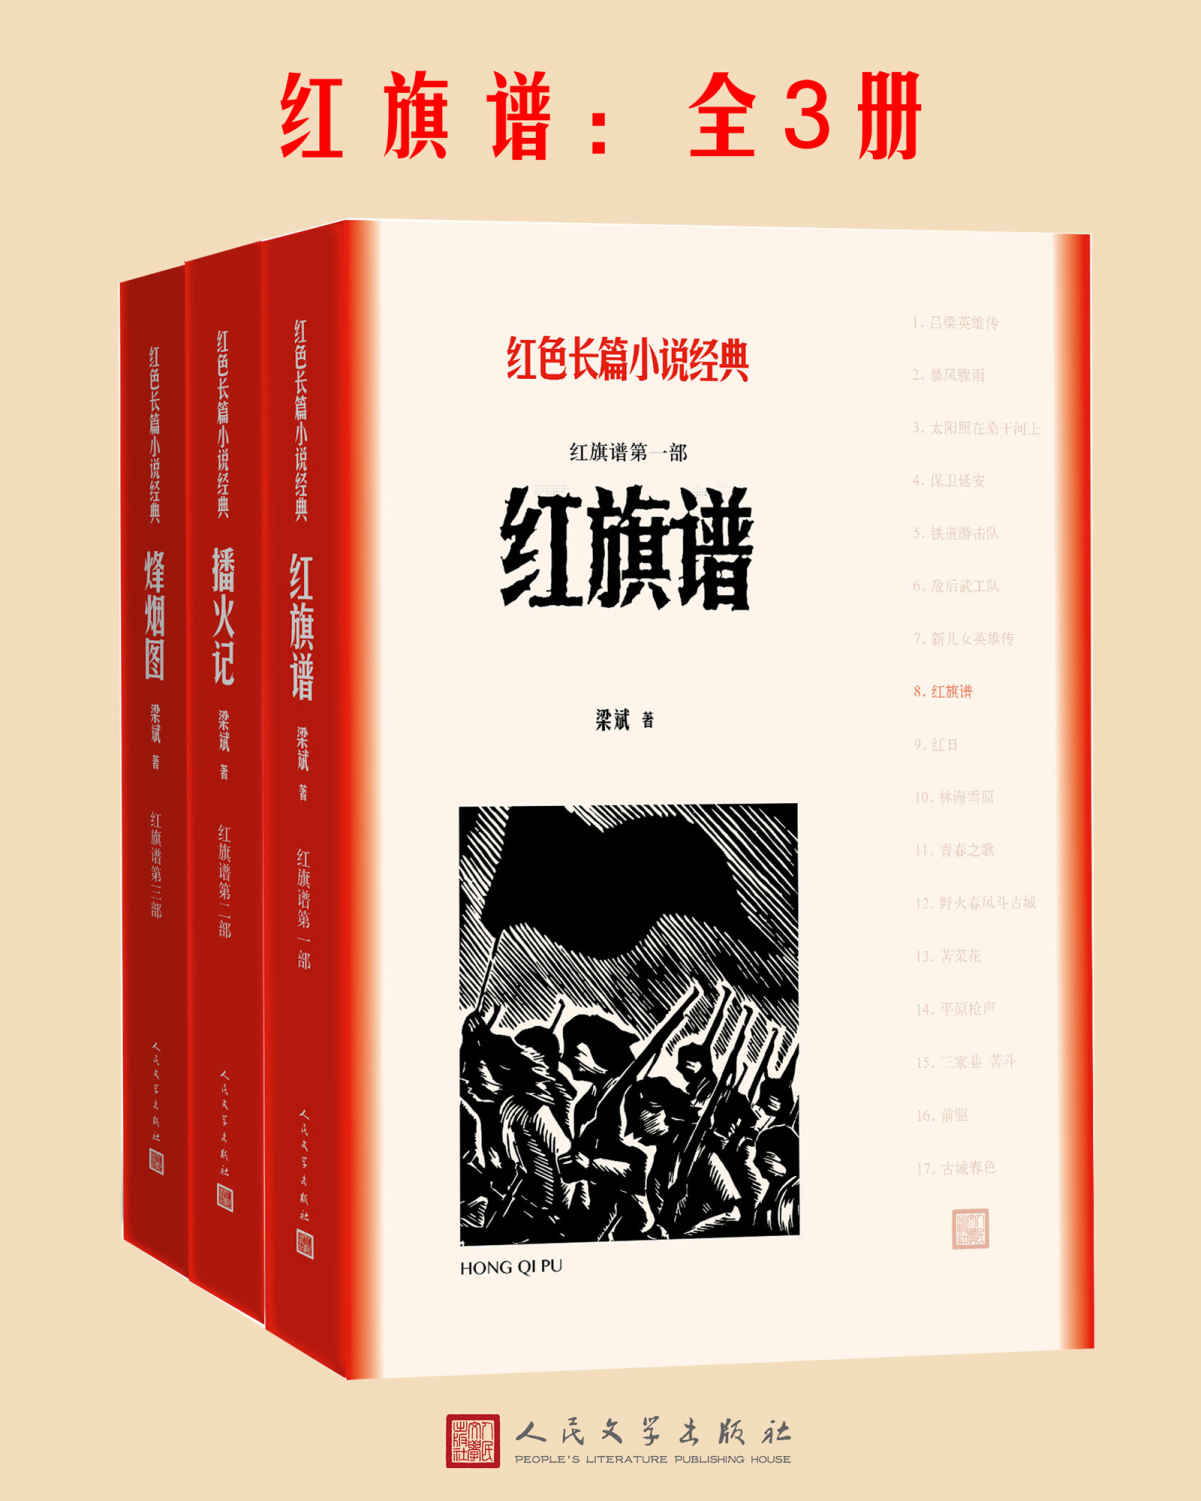 红旗谱：全3册
红色长篇小说经典
烽烟图
梁斌 著
红旗谱第三部
人民文学出版社
红色长篇小说经典
播火记
梁斌 著
红旗谱第二部
人民文学出版社
红色长篇小说经典
红旗谱
梁斌 著
红旗谱第一部
人民文学出版社
红色长篇小说经典
红旗谱第一部
红旗谱
梁斌 著
HONG QI PU
1. 吕梁英雄传
2. 暴风骤雨
3. 太阳照在桑干河上
4. 保卫延安
5. 铁道游击队
6. 敌后武工队
7. 新儿女英雄传
8. 红旗谱
9. 红日
10. 林海雪原
11. 青春之歌
12. 野火春风斗古城
13. 苦菜花
14. 平原枪声
15. 三家巷 苦斗
16. 前驱
17. 古城春色
人民文学出版社
人民文学出版社
PEOPLE'S LITERATURE PUBLISHING HOUSE